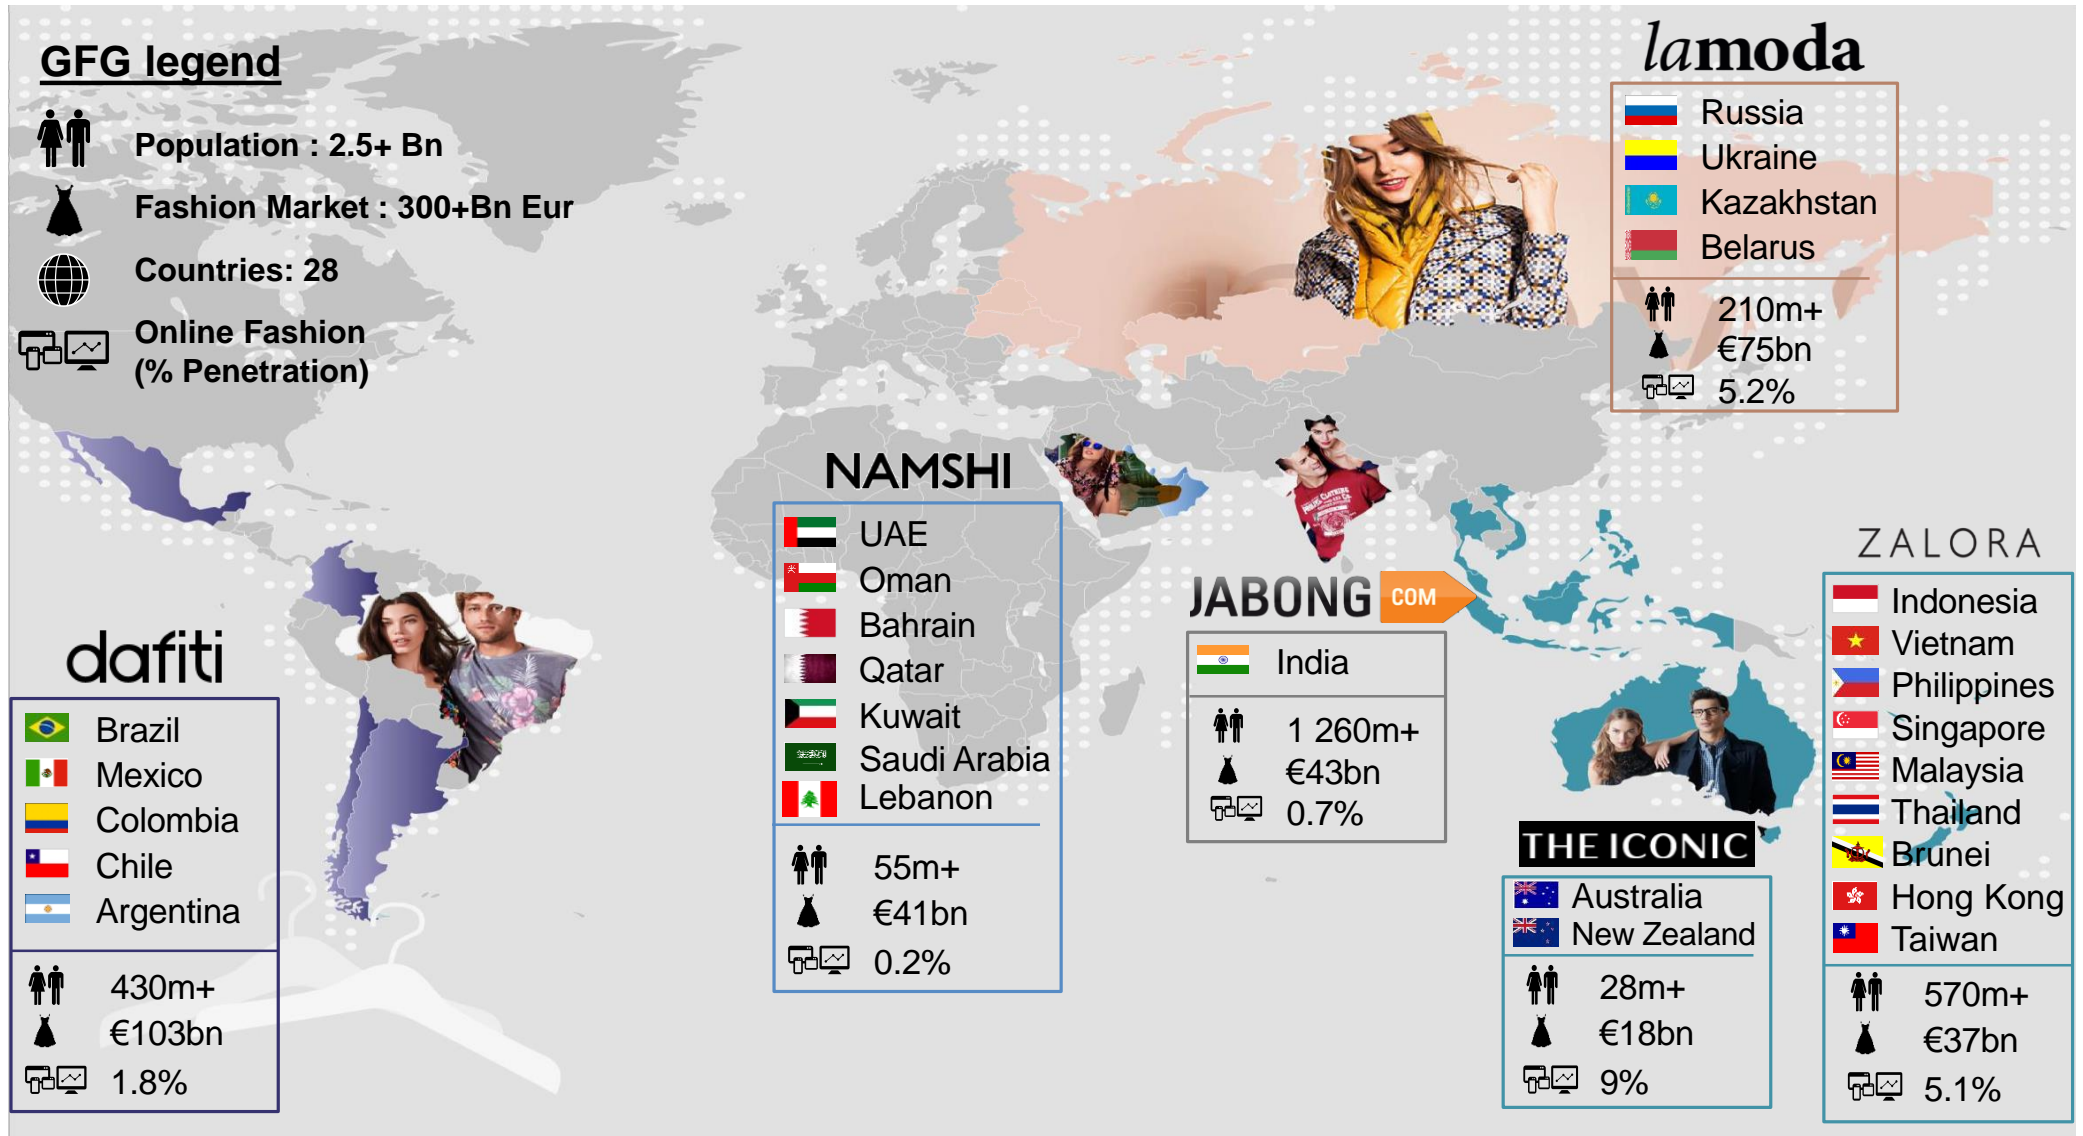 GFG legend
Population : 2.5+ Bn
Fashion Market : 300+Bn Eur
Countries: 28
Online Fashion
(% Penetration)
lamoda
Russia
Ukraine
Kazakhstan
Belarus
210m+
€75bn
5.2%
NAMSHI
UAE
Oman
Bahrain
Qatar
Kuwait
Saudi Arabia
Lebanon
55m+
€41bn
0.2%
JABONG COM
India
1 260m+
€43bn
0.7%
ZALORA
Indonesia
Vietnam
Philippines
Singapore
Malaysia
Thailand
Brunei
Hong Kong
Taiwan
570m+
€37bn
5.1%
dafiti
Brazil
Mexico
Colombia
Chile
Argentina
430m+
€103bn
1.8%
THE ICONIC
Australia
New Zealand
28m+
€18bn
9%